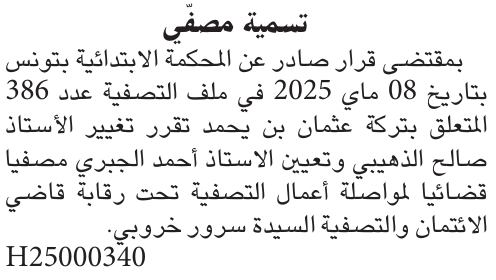 تسمية مصفّي
بمقتضى قرار صادر عن المحكمة الابتدائية بتونس
بتاريخ 08 ماي 2025 في ملف التصفية عدد 386
المتعلق بتركة عثمان بن يحمد تقرر تغيير الأستاذ
صالح الذهيبي وتعيين الاستاذ أحمد الجبري مصفيا
قضائيا لمواصلة أعمال التصفية تحت رقابة قاضي
الائتمان والتصفية السيدة سرور خروبي.
H25000340